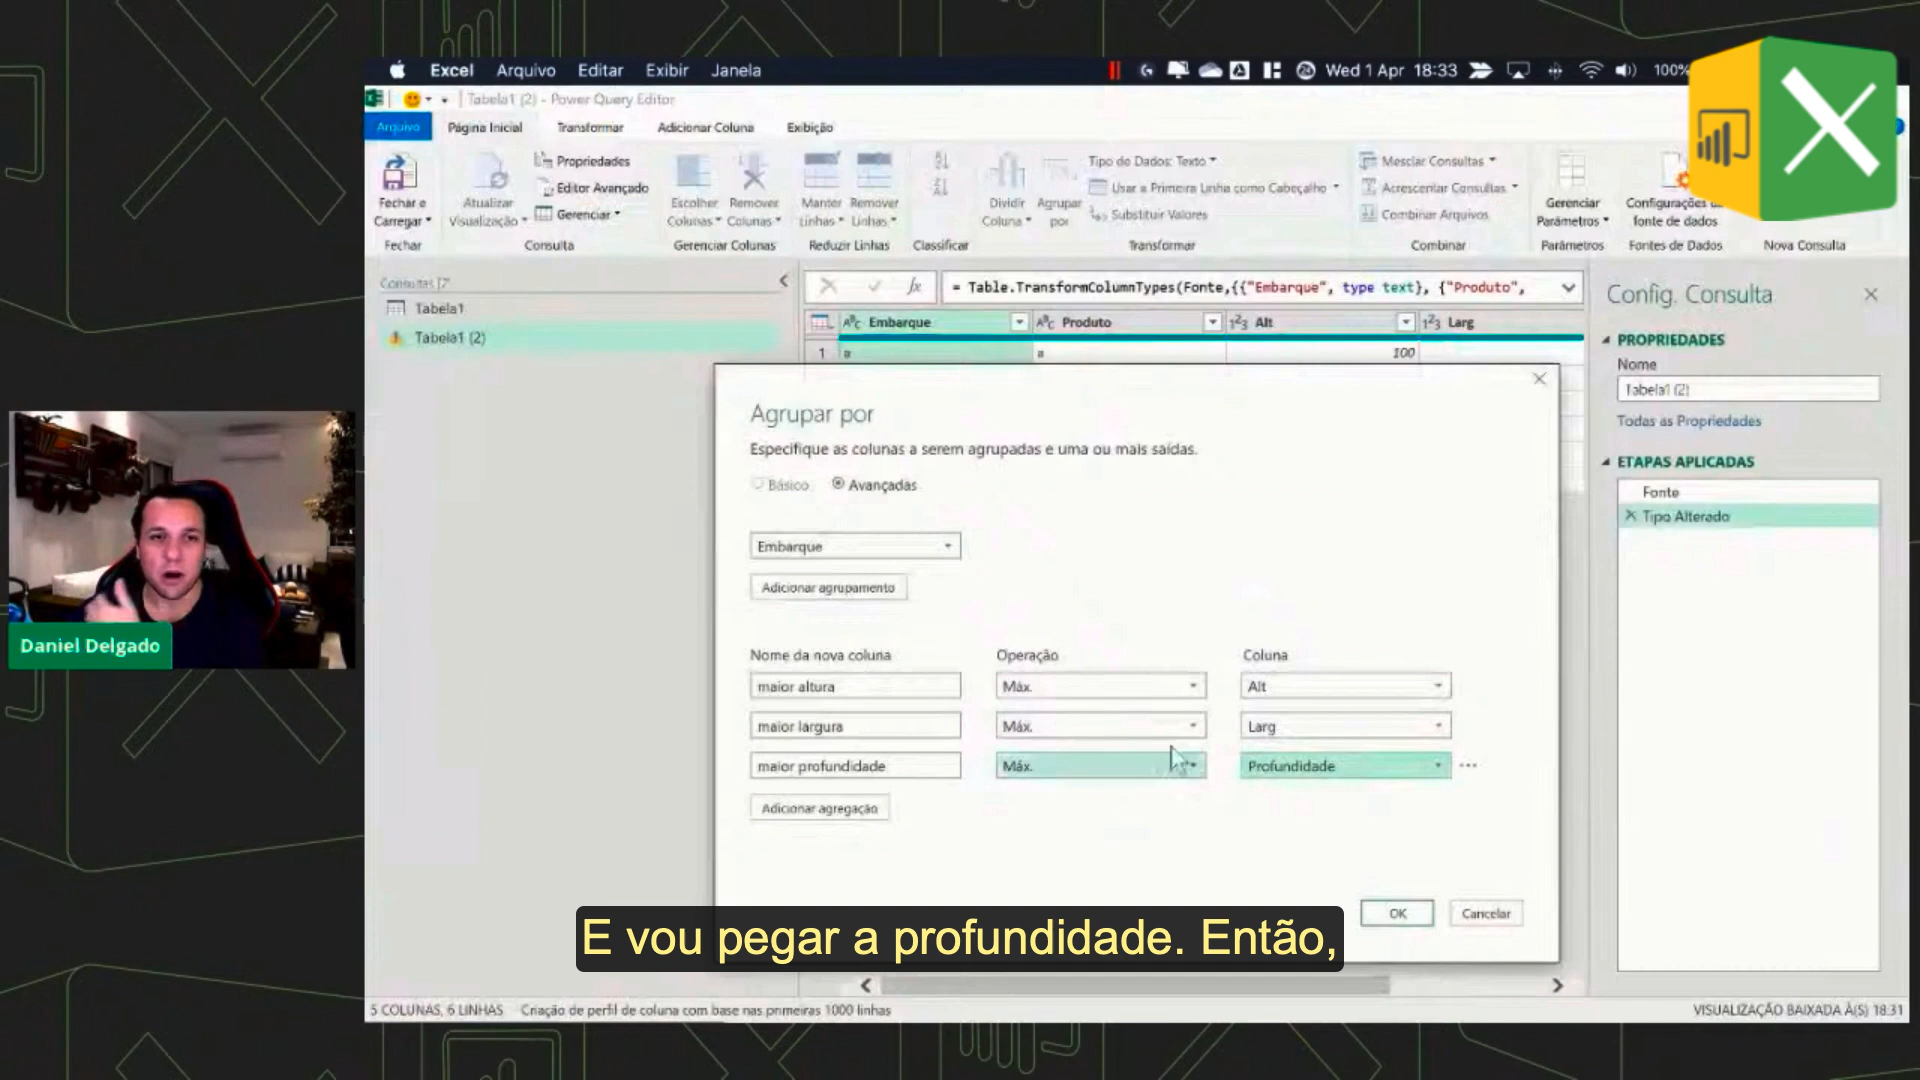 Excel Arquivo Editar Exibir Janela
Wed 1 Apr 18:33 100%
Tabela1 (2) - Power Query Editor
Arquivo Página Inicial Transformar Adicionar Coluna Exibição
Fechar e Carregar
Fechar
Atualizar Visualização
Propriedades
Editor Avançado
Gerenciar
Consulta
Escolher Colunas
Remover Colunas
Gerenciar Colunas
Manter Linhas
Remover Linhas
Reduzir Linhas
Classificar
Dividir Coluna
Agrupar por
Tipo de Dados: Texto
Usar a Primeira Linha como Cabeçalho
Substituir Valores
Transformar
Mesclar Consultas
Acrescentar Consultas
Combinar Arquivos
Combinar
Gerenciar Parâmetros
Parâmetros
Configurações
fonte de dados
Fontes de Dados
Nova Consulta
Tabela1
Tabela1 (2)
fx = Table.TransformColumnTypes(Fonte,{{"Embarque", type text}, {"Produto",
ABC Embarque ABC Produto 123 Alt 123 Larg
1 a a 100
Agrupar por
Especifique as colunas a serem agrupadas e uma ou mais saídas.
Básico Avançadas
Embarque
Adicionar agrupamento
Nome da nova coluna Operação Coluna
maior altura Máx. Alt
maior largura Máx. Larg
maior profundidade Máx. Profundidade ...
Adicionar agregação
OK Cancelar
Config. Consulta
PROPRIEDADES
Nome
Tabela1 (2)
Todas as Propriedades
ETAPAS APLICADAS
Fonte
Tipo Alterado
Daniel Delgado
E vou pegar a profundidade. Então,
5 COLUNAS, 6 LINHAS Criação de perfil de coluna com base nas primeiras 1000 linhas
VISUALIZAÇÃO BAIXADA À(S) 18:31